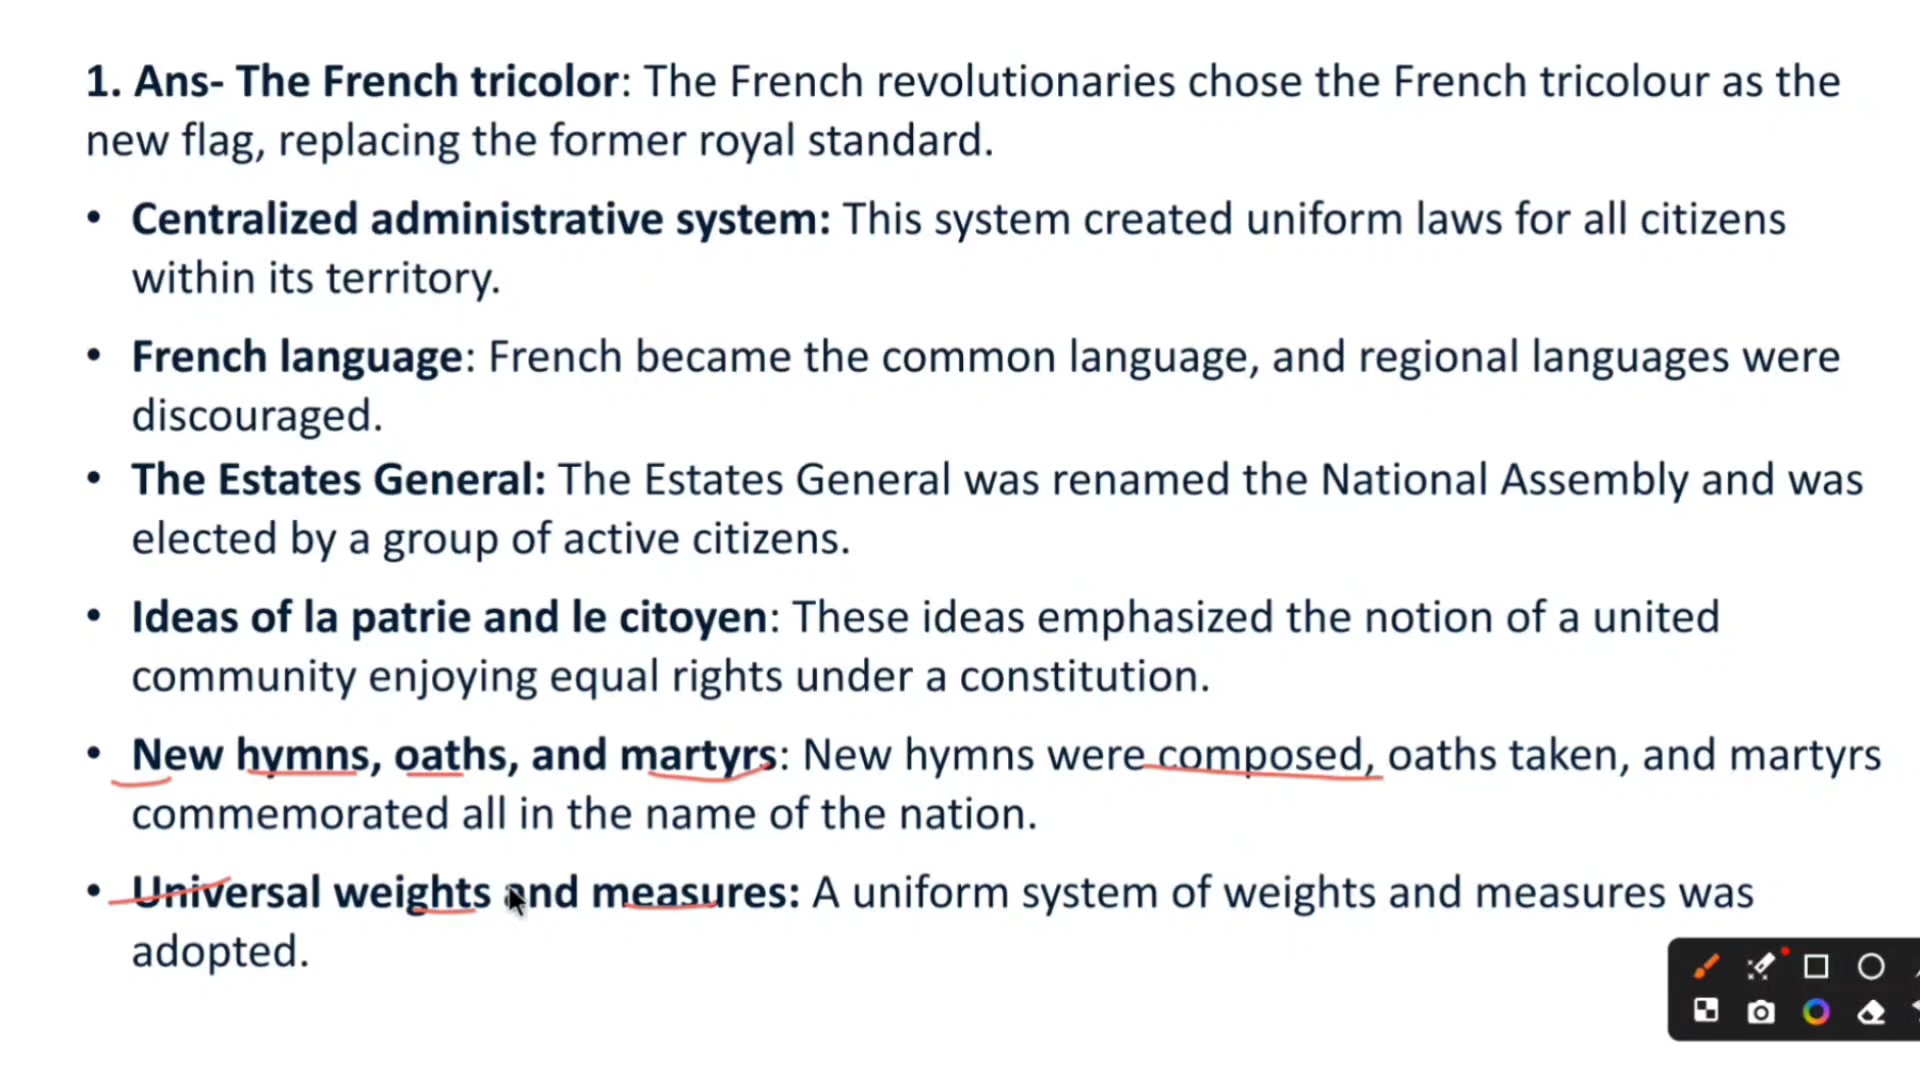 1. Ans- The French tricolor: The French revolutionaries chose the French tricolour as the
new flag, replacing the former royal standard.
• Centralized administrative system: This system created uniform laws for all citizens
within its territory.
• French language: French became the common language, and regional languages were
discouraged.
• The Estates General: The Estates General was renamed the National Assembly and was
elected by a group of active citizens.
• Ideas of la patrie and le citoyen: These ideas emphasized the notion of a united
community enjoying equal rights under a constitution.
• New hymns, oaths, and martyrs: New hymns were composed, oaths taken, and martyrs
commemorated all in the name of the nation.
• Universal weights and measures: A uniform system of weights and measures was
adopted.